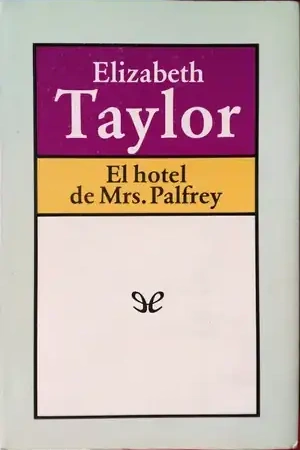 Elizabeth
Taylor
El hotel
de Mrs. Palfrey